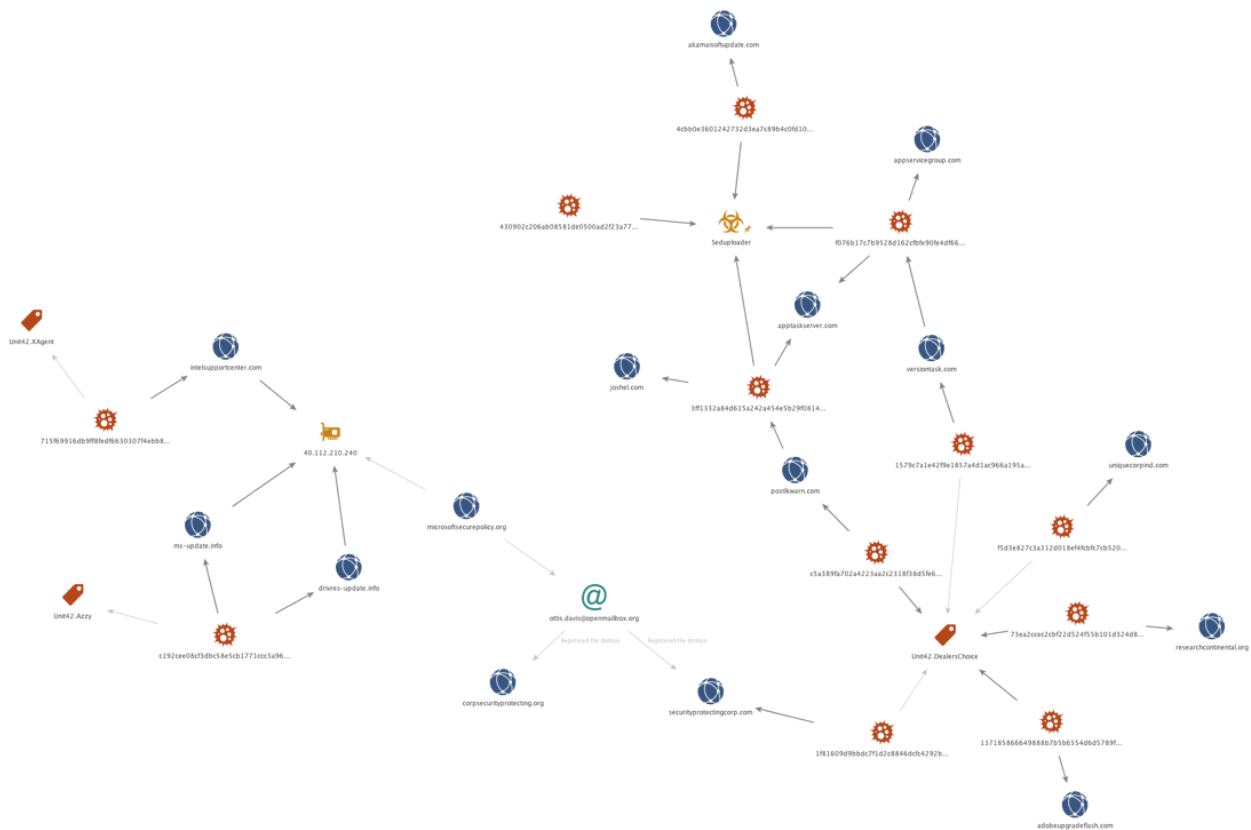 akamaisoftupdate.com
4cbb0e3601242732d3ea7c89b4c0fd10...
appservicegroup.com
430902c206ab08581de0500ad2f23a77...
Seduploader
f076b17c7b9528d162cfbfe90fe4df66...
apptaskserver.com
Unit42.XAgent
intelsupportcenter.com
versiontask.com
joshel.com
3ff1332a84d615a242a454e5b29f0814...
715f69916db9ff8fedf6630307f4ebb8...
40.112.210.240
1579c7a1e42f9e1857a4d1ac966a195a...
uniquecorpind.com
postlkwarn.com
microsoftsecurepolicy.org
ms-update.info
f5d3e827c3a312d018ef4fcbfc7cb520...
c5a389fa702a4223aa2c2318f38d5fe6...
drivres-update.info
Unit42.Azzy
@
ottis.davis@openmailbox.org
73ea2ccec2cbf22d524f55b101d324d8...
Registered the domain
Registered the domain
researchcontinental.org
c192cee08cf3dbc58e5cb1771ccc3a96...
Unit42.DealersChoice
corpsecurityprotecting.org
securityprotectingcorp.com
137185866649888b7b5b6554d6d5789f...
1f81609d9bbdc7f1d2c8846dcfc4292b...
adobeupgradeflash.com